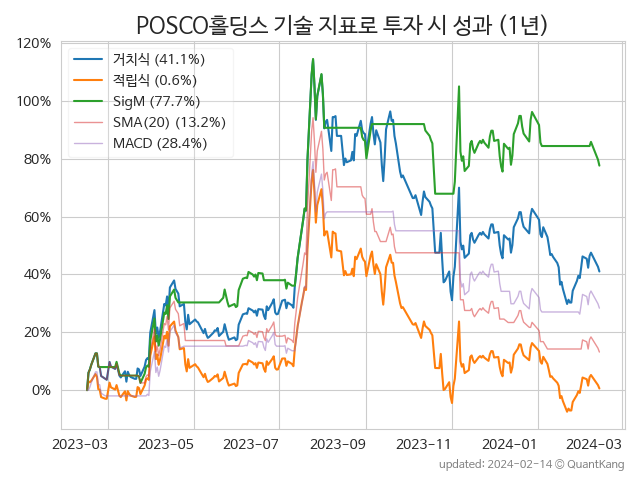 POSCO홀딩스 기술 지표로 투자 시 성과 (1년)
120%
100%
80%
60%
40%
20%
0%
거치식 (41.1%)
적립식 (0.6%)
SigM (77.7%)
SMA(20) (13.2%)
MACD (28.4%)
2023-03 2023-05 2023-07 2023-09 2023-11 2024-01 2024-03
updated: 2024-02-14 ⓒ QuantKang